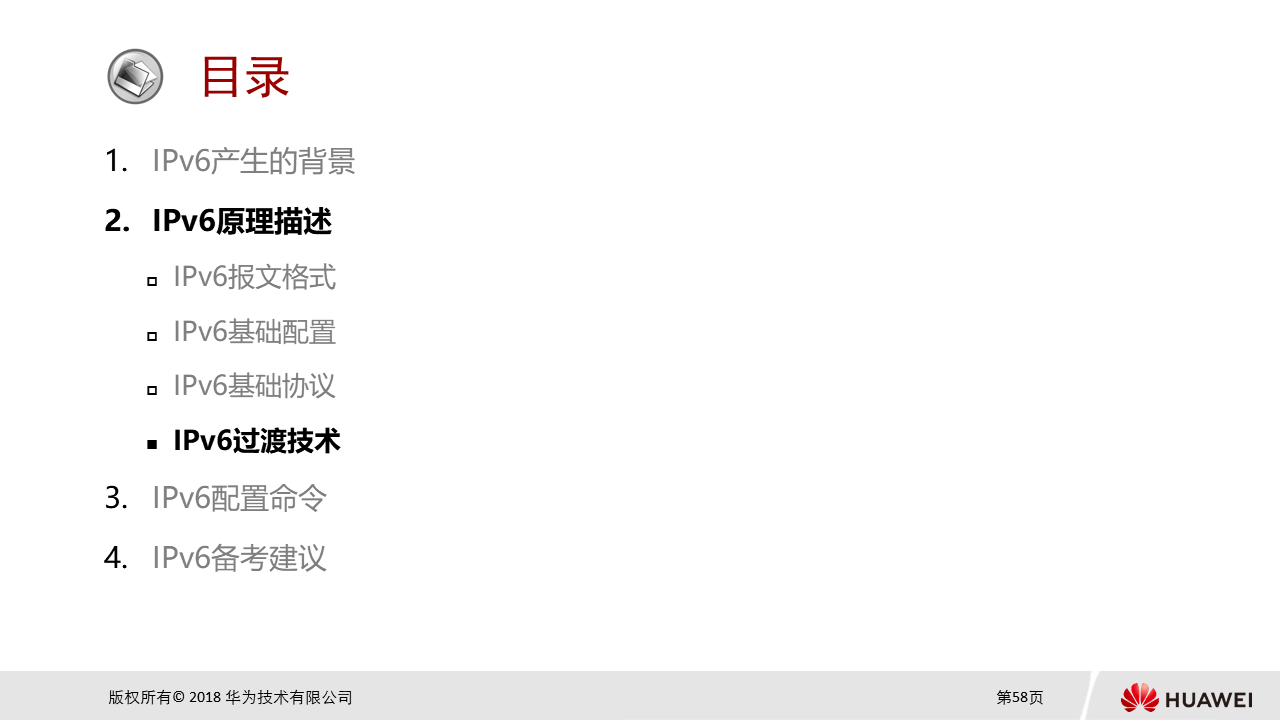 目录
1. IPv6产生的背景
2. IPv6原理描述
IPv6报文格式
IPv6基础配置
IPv6基础协议
IPv6过渡技术
3. IPv6配置命令
4. IPv6备考建议
版权所有© 2018 华为技术有限公司
第58页
HUAWEI